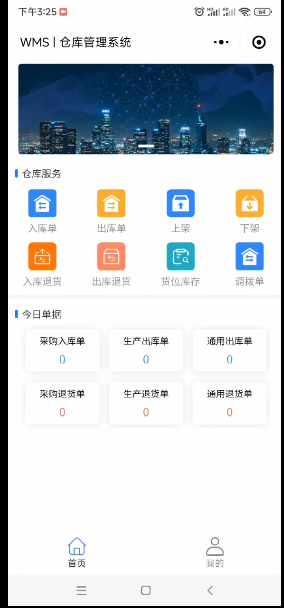 下午3:25
64
WMS | 仓库管理系统
仓库服务
入库单 出库单 上架 下架
入库退货 出库退货 货位库存 调拨单
今日单据
采购入库单 生产出库单 通用出库单
0 0 0
采购退货单 生产退货单 通用退货单
0 0 0
首页 我的